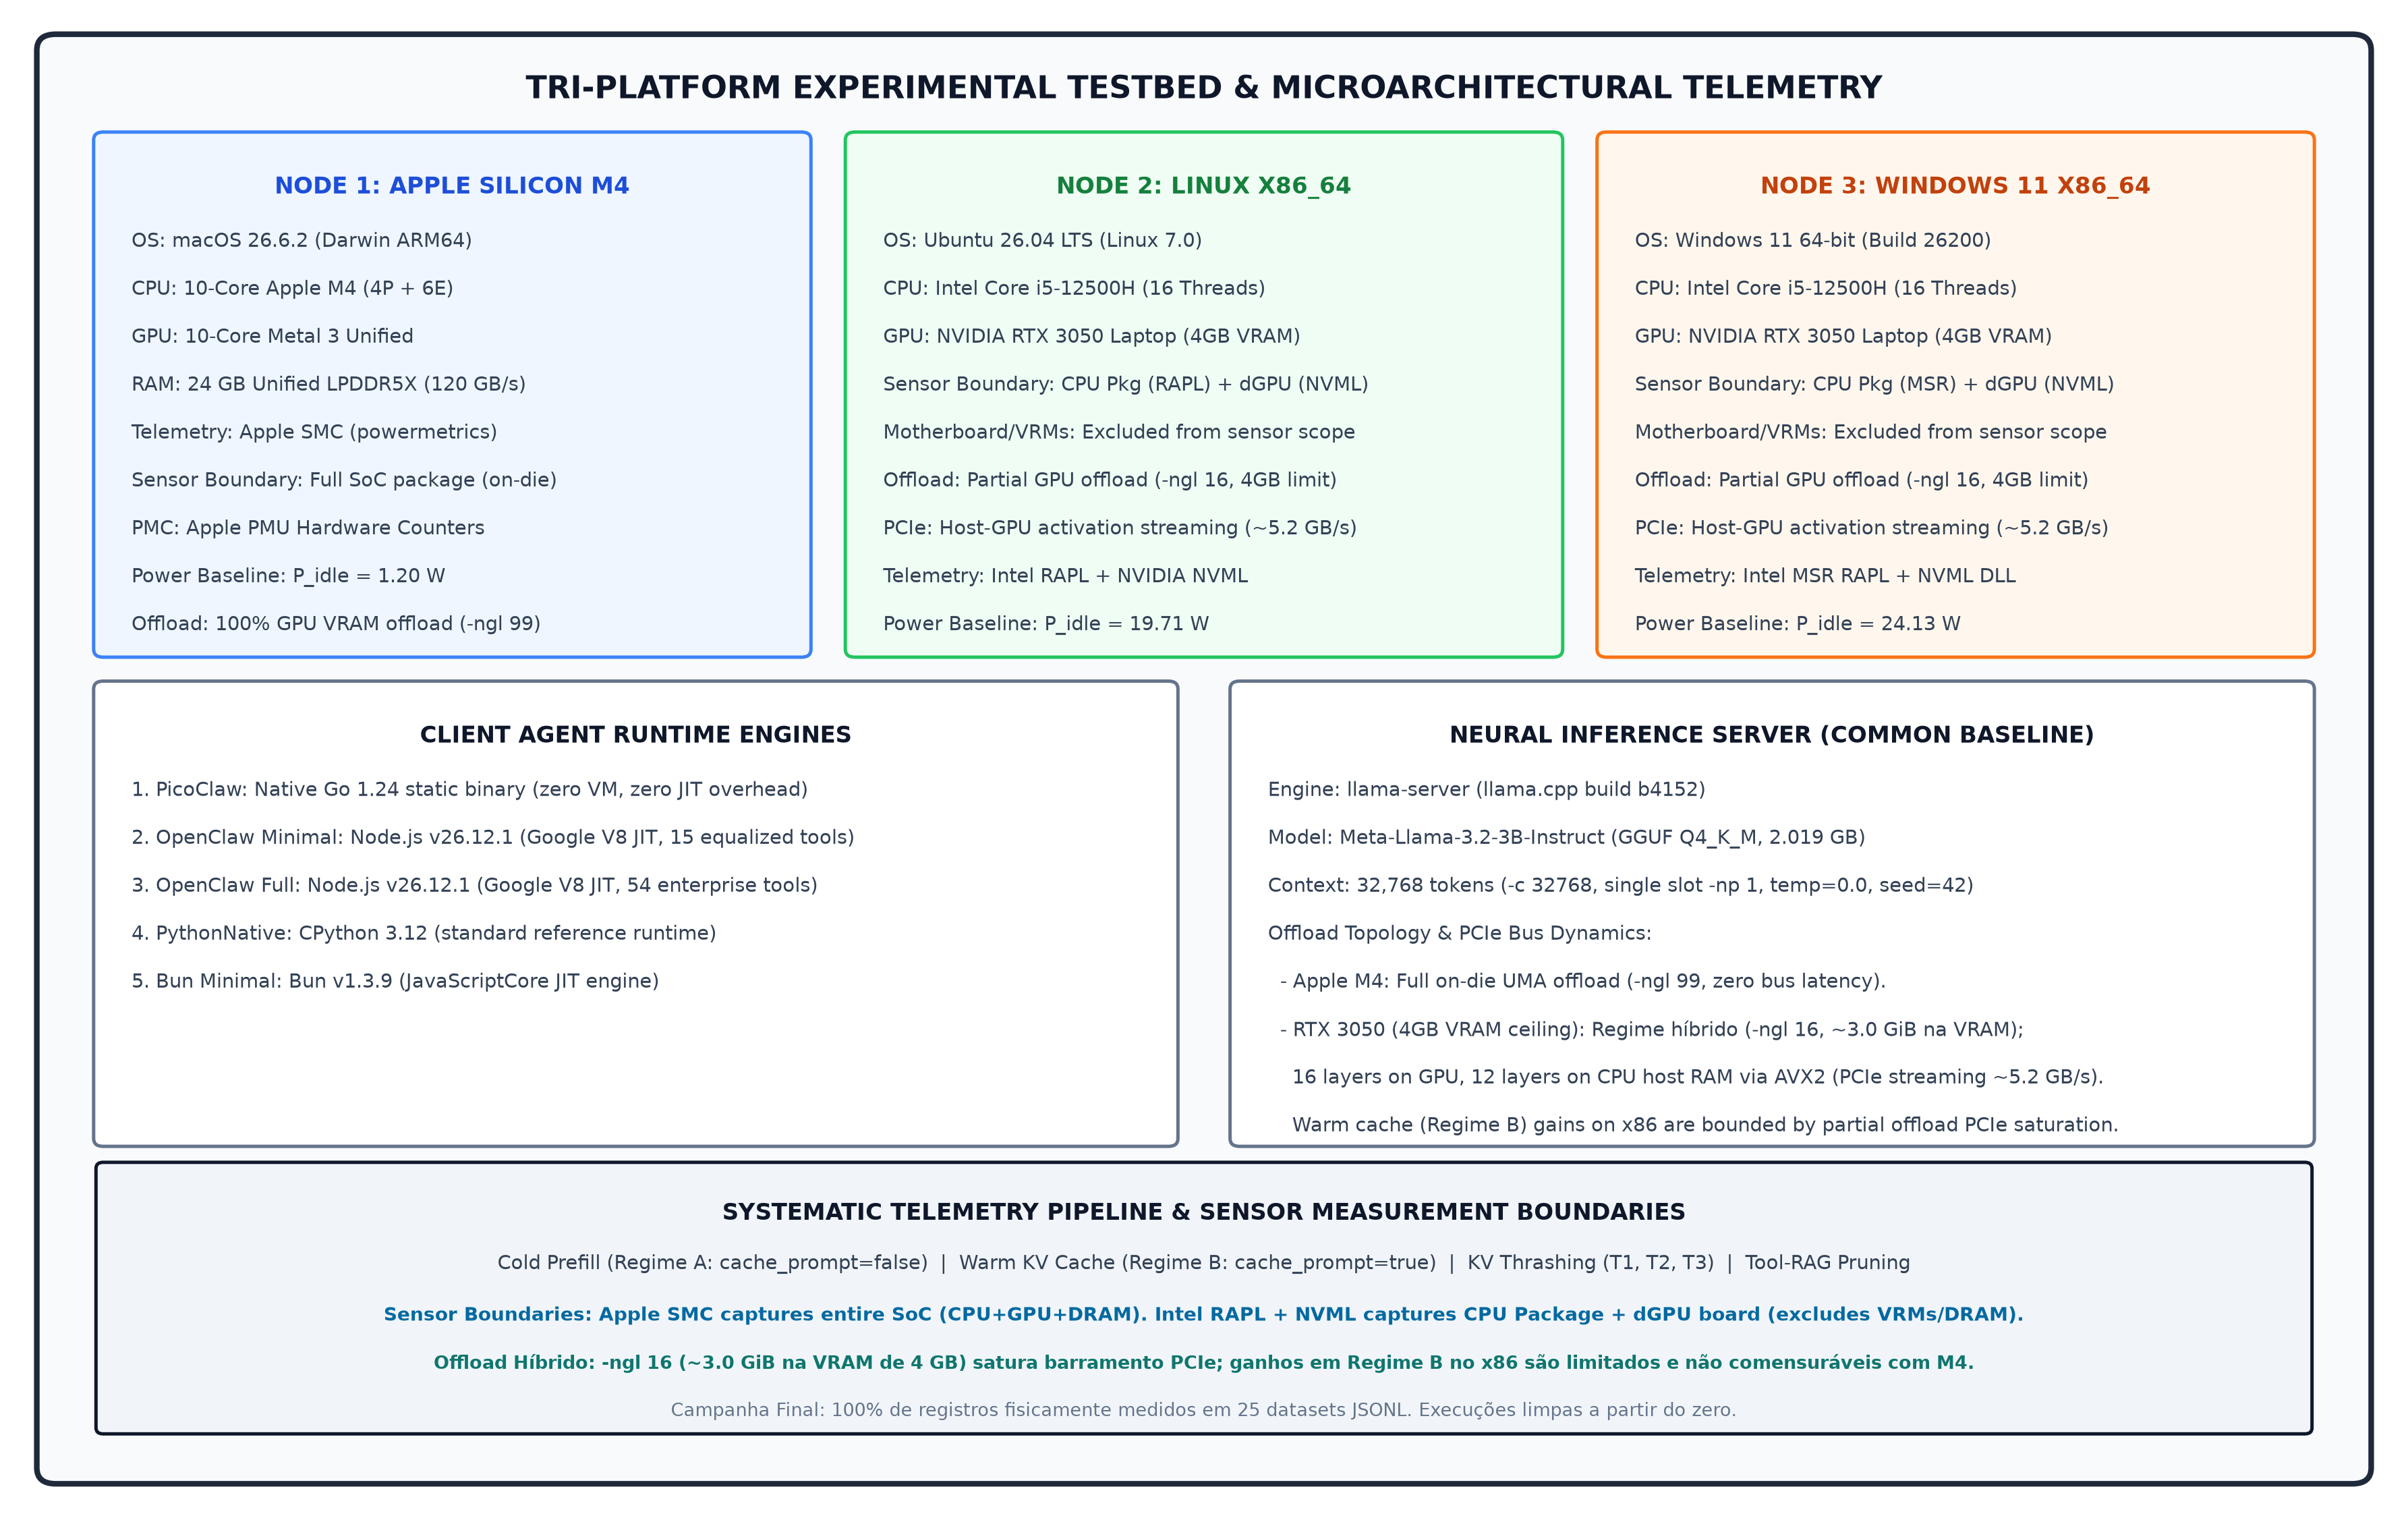 TRI-PLATFORM EXPERIMENTAL TESTBED & MICROARCHITECTURAL TELEMETRY
NODE 1: APPLE SILICON M4
OS: macOS 26.6.2 (Darwin ARM64)
CPU: 10-Core Apple M4 (4P + 6E)
GPU: 10-Core Metal 3 Unified
RAM: 24 GB Unified LPDDR5X (120 GB/s)
Telemetry: Apple SMC (powermetrics)
Sensor Boundary: Full SoC package (on-die)
PMC: Apple PMU Hardware Counters
Power Baseline: P_idle = 1.20 W
Offload: 100% GPU VRAM offload (-ngl 99)
NODE 2: LINUX X86_64
OS: Ubuntu 26.04 LTS (Linux 7.0)
CPU: Intel Core i5-12500H (16 Threads)
GPU: NVIDIA RTX 3050 Laptop (4GB VRAM)
Sensor Boundary: CPU Pkg (RAPL) + dGPU (NVML)
Motherboard/VRMs: Excluded from sensor scope
Offload: Partial GPU offload (-ngl 16, 4GB limit)
PCIe: Host-GPU activation streaming (~5.2 GB/s)
Telemetry: Intel RAPL + NVIDIA NVML
Power Baseline: P_idle = 19.71 W
NODE 3: WINDOWS 11 X86_64
OS: Windows 11 64-bit (Build 26200)
CPU: Intel Core i5-12500H (16 Threads)
GPU: NVIDIA RTX 3050 Laptop (4GB VRAM)
Sensor Boundary: CPU Pkg (MSR) + dGPU (NVML)
Motherboard/VRMs: Excluded from sensor scope
Offload: Partial GPU offload (-ngl 16, 4GB limit)
PCIe: Host-GPU activation streaming (~5.2 GB/s)
Telemetry: Intel MSR RAPL + NVML DLL
Power Baseline: P_idle = 24.13 W
CLIENT AGENT RUNTIME ENGINES
1. PicoClaw: Native Go 1.24 static binary (zero VM, zero JIT overhead)
2. OpenClaw Minimal: Node.js v26.12.1 (Google V8 JIT, 15 equalized tools)
3. OpenClaw Full: Node.js v26.12.1 (Google V8 JIT, 54 enterprise tools)
4. PythonNative: CPython 3.12 (standard reference runtime)
5. Bun Minimal: Bun v1.3.9 (JavaScriptCore JIT engine)
NEURAL INFERENCE SERVER (COMMON BASELINE)
Engine: llama-server (llama.cpp build b4152)
Model: Meta-Llama-3.2-3B-Instruct (GGUF Q4_K_M, 2.019 GB)
Context: 32,768 tokens (-c 32768, single slot -np 1, temp=0.0, seed=42)
Offload Topology & PCIe Bus Dynamics:
- Apple M4: Full on-die UMA offload (-ngl 99, zero bus latency).
- RTX 3050 (4GB VRAM ceiling): Regime híbrido (-ngl 16, ~3.0 GiB na VRAM);
16 layers on GPU, 12 layers on CPU host RAM via AVX2 (PCIe streaming ~5.2 GB/s).
Warm cache (Regime B) gains on x86 are bounded by partial offload PCIe saturation.
SYSTEMATIC TELEMETRY PIPELINE & SENSOR MEASUREMENT BOUNDARIES
Cold Prefill (Regime A: cache_prompt=false) | Warm KV Cache (Regime B: cache_prompt=true) | KV Thrashing (T1, T2, T3) | Tool-RAG Pruning
Sensor Boundaries: Apple SMC captures entire SoC (CPU+GPU+DRAM). Intel RAPL + NVML captures CPU Package + dGPU board (excludes VRMs/DRAM).
Offload Híbrido: -ngl 16 (~3.0 GiB na VRAM de 4 GB) satura barramento PCIe; ganhos em Regime B no x86 são limitados e não comensuráveis com M4.
Campanha Final: 100% de registros fisicamente medidos em 25 datasets JSONL. Execuções limpas a partir do zero.